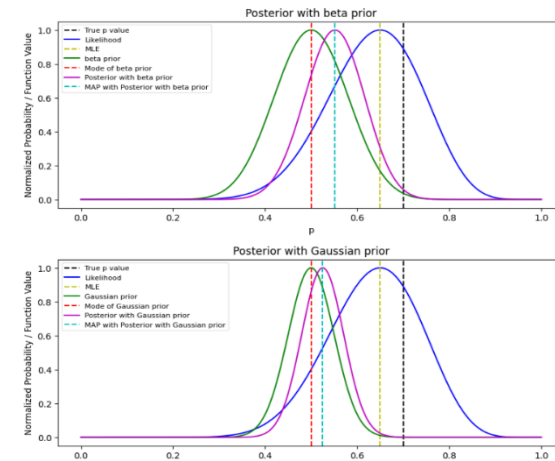 Posterior with beta prior
Normalized Probability / Function Value
1.0
0.8
0.6
0.4
0.2
0.0
True p value
Likelihood
MLE
beta prior
Mode of beta prior
Posterior with beta prior
MAP with Posterior with beta prior
0.0 0.2 0.4 0.6 0.8 1.0
p
Posterior with Gaussian prior
Normalized Probability / Function Value
1.0
0.8
0.6
0.4
0.2
0.0
True p value
Likelihood
MLE
Gaussian prior
Mode of Gaussian prior
Posterior with Gaussian prior
MAP with Posterior with Gaussian prior
0.0 0.2 0.4 0.6 0.8 1.0